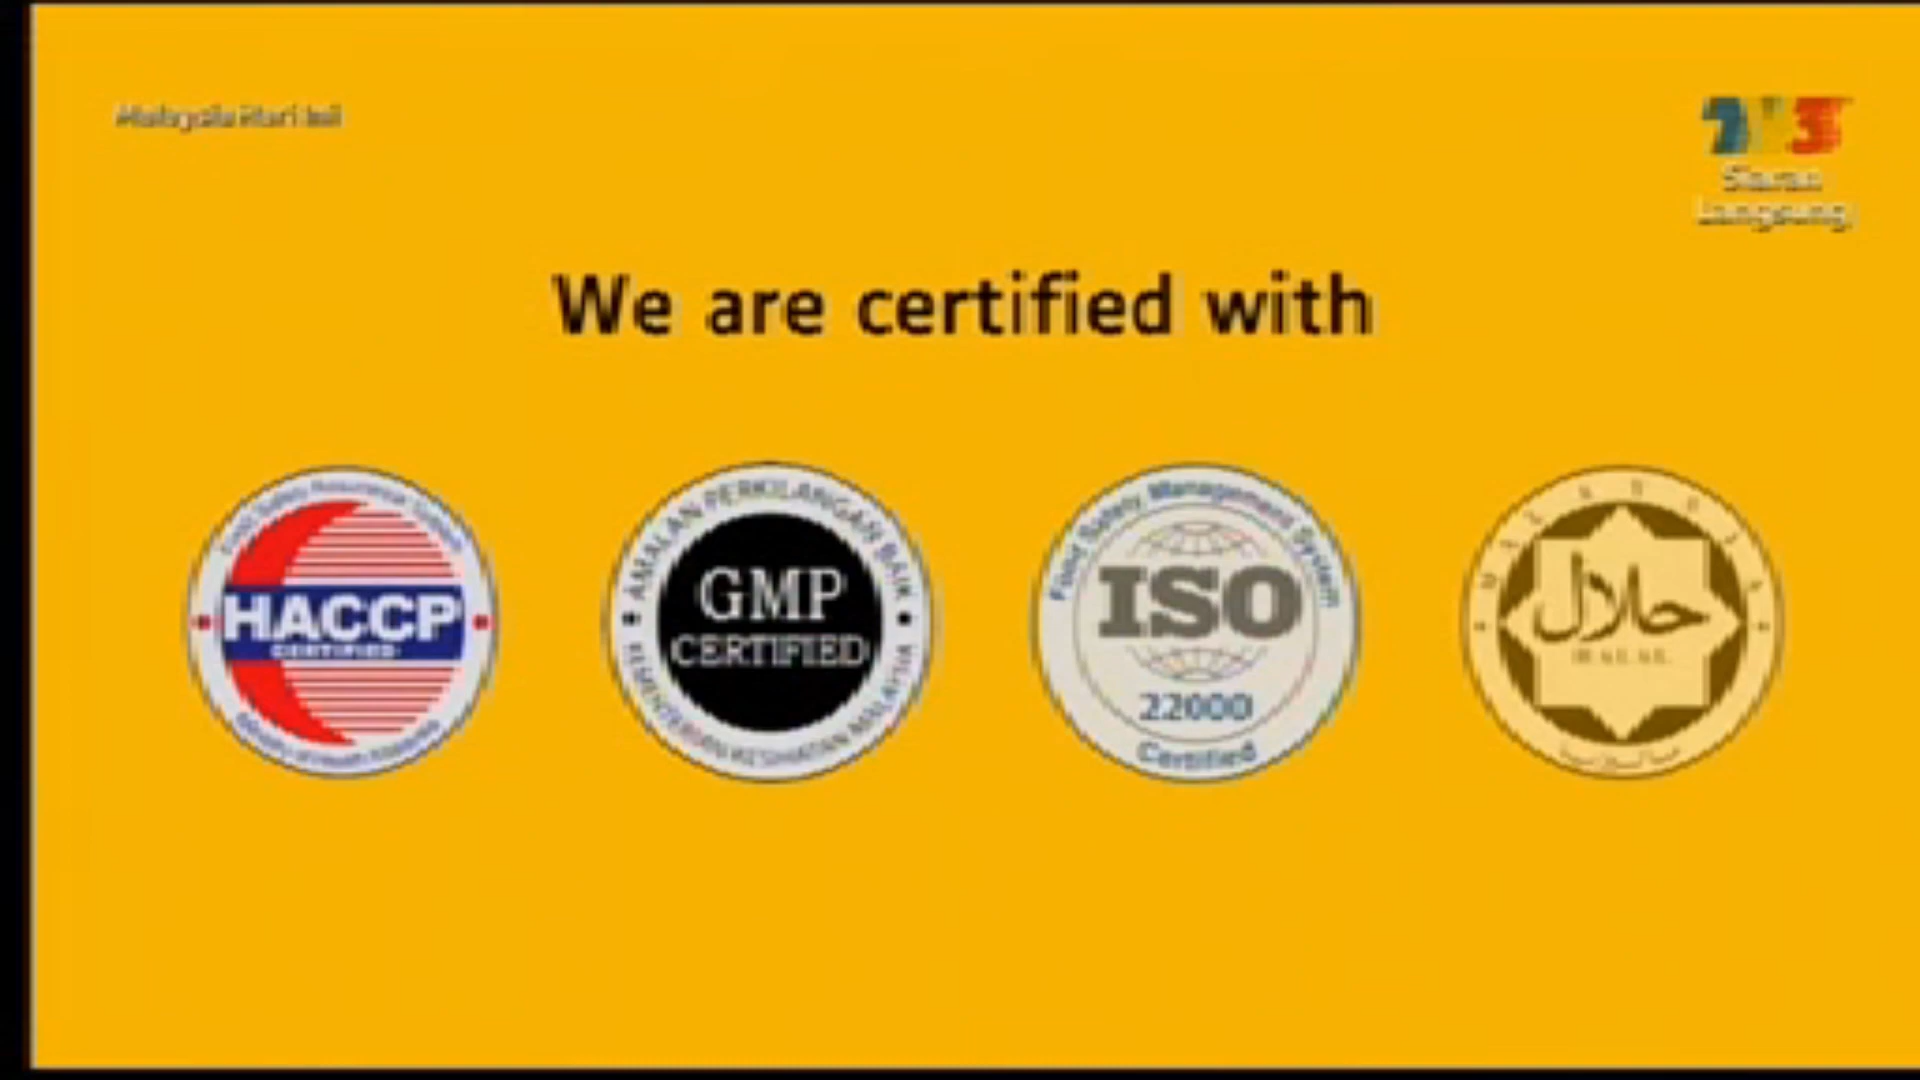 Malaysia Hari Ini
TV3
Siaran
Langsung
We are certified with
HACCP
CERTIFIED
AMALAN PERKILANGAN BAIK
GMP
CERTIFIED
KEMENTERIAN KESIHATAN MALAYSIA
Food Safety Management System
ISO
22000
Certified
حلال
HALAL